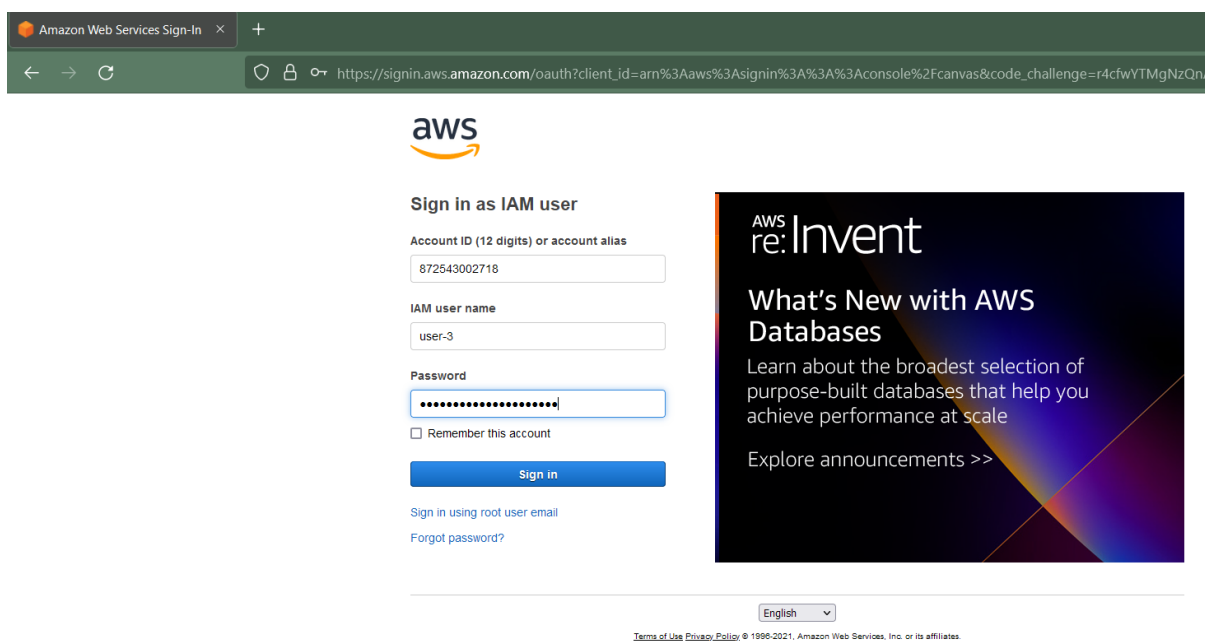 Amazon Web Services Sign-In
https://signin.aws.amazon.com/oauth?client_id=arn%3Aaws%3Asignin%3A%3A%3Aconsole%2Fcanvas&code_challenge=r4cfwYTMgNzQn
aws
Sign in as IAM user
Account ID (12 digits) or account alias
872543002718
IAM user name
user-3
Password
•••••••••••••••••••••
Remember this account
Sign in
Sign in using root user email
Forgot password?
AWS
re:Invent
What's New with AWS
Databases
Learn about the broadest selection of
purpose-built databases that help you
achieve performance at scale
Explore announcements >>
English
Terms of Use Privacy Policy © 1996-2021, Amazon Web Services, Inc. or its affiliates.